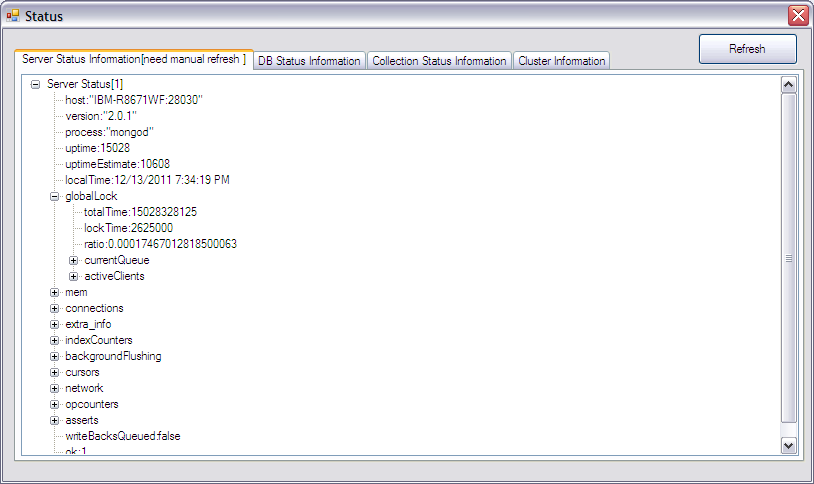 Status
Refresh
Server Status Information[need manual refresh ]
DB Status Information
Collection Status Information
Cluster Information
Server Status[1]
host:"IBM-R8671WF:28030"
version:"2.0.1"
process:"mongod"
uptime:15028
uptimeEstimate:10608
localTime:12/13/2011 7:34:19 PM
globalLock
totalTime:15028328125
lockTime:2625000
ratio:0.00017467012818500063
currentQueue
activeClients
mem
connections
extra_info
indexCounters
backgroundFlushing
cursors
network
opcounters
asserts
writeBacksQueued:false
ok:1